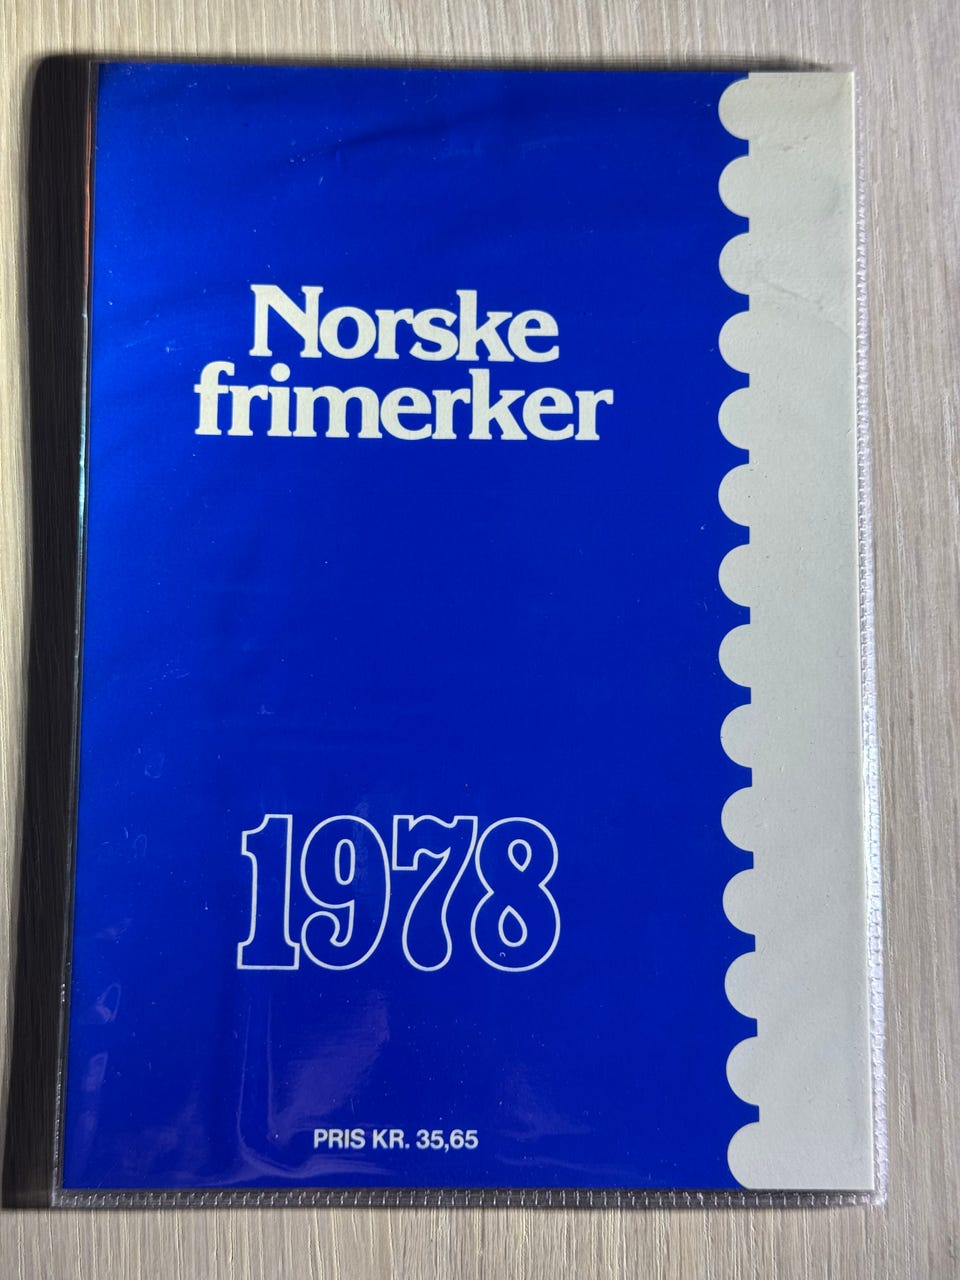 Norske
frimerker
1978
PRIS KR. 35,65